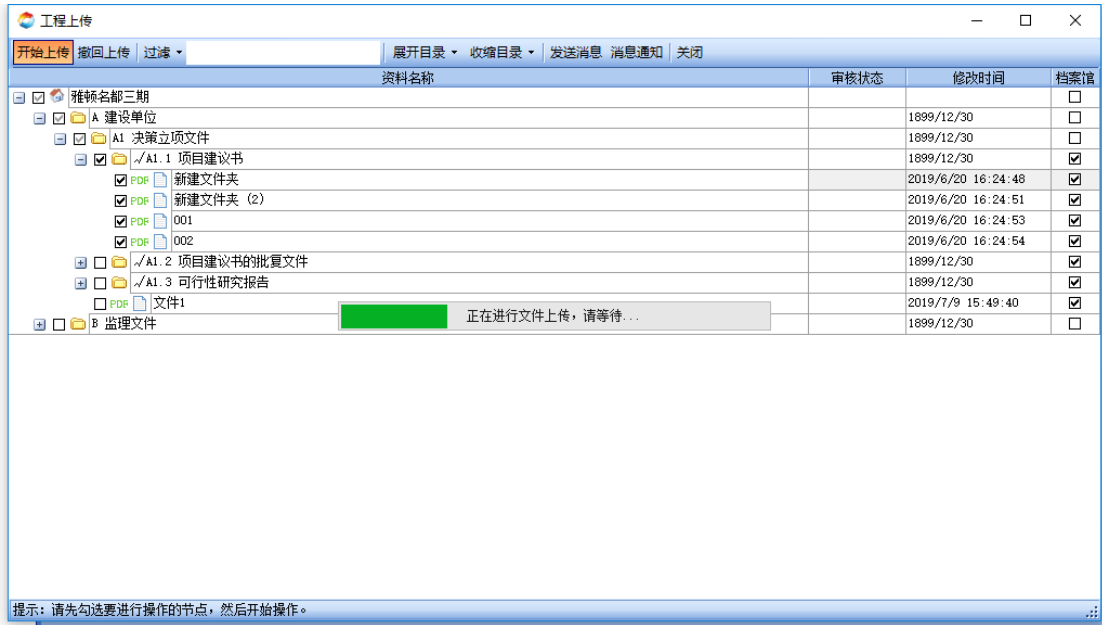 工程上传
开始上传 撤回上传 过滤 展开目录 收缩目录 发送消息 消息通知 关闭
资料名称 审核状态 修改时间 档案馆
雅顿名都三期
A 建设单位 1899/12/30
A1 决策立项文件 1899/12/30
√A1.1 项目建议书 1899/12/30
PDF 新建文件夹 2019/6/20 16:24:48
PDF 新建文件夹 (2) 2019/6/20 16:24:51
PDF 001 2019/6/20 16:24:53
PDF 002 2019/6/20 16:24:54
√A1.2 项目建议书的批复文件 1899/12/30
√A1.3 可行性研究报告 1899/12/30
PDF 文件1 2019/7/9 15:49:40
正在进行文件上传，请等待...
B 监理文件 1899/12/30
提示: 请先勾选要进行操作的节点，然后开始操作。